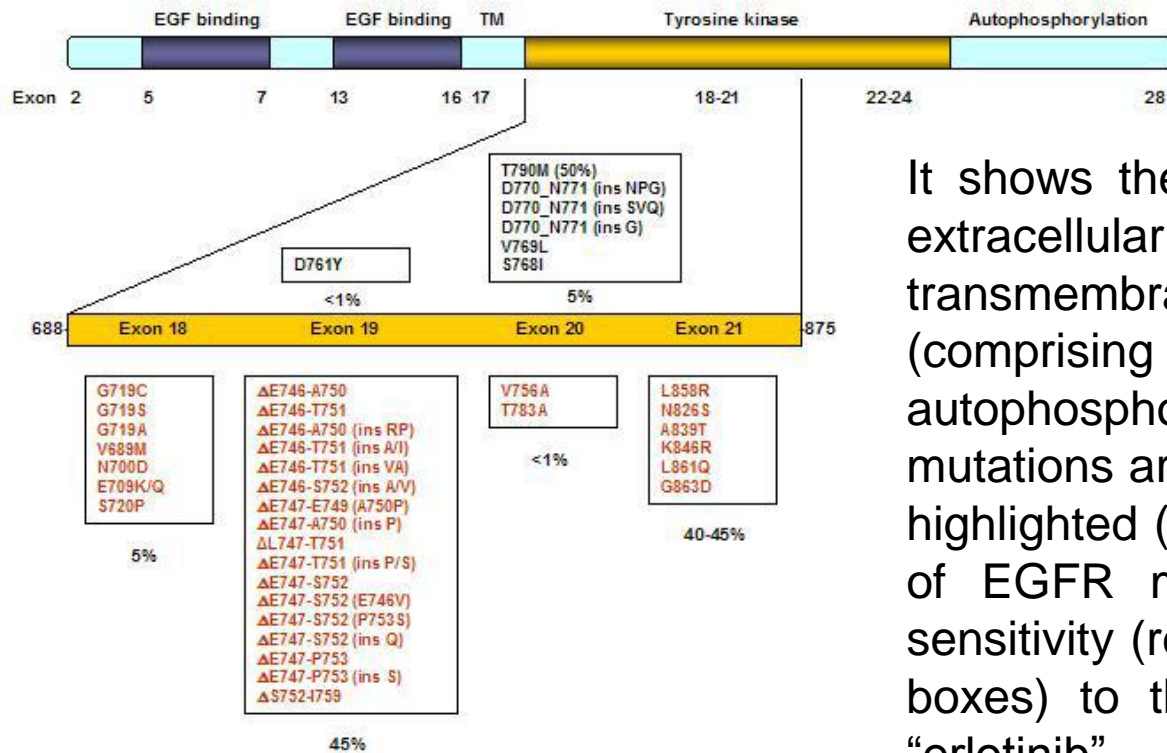 EGF binding EGF binding TM Tyrosine kinase Autophosphorylation
Exon 2 5 7 13 16 17 18-21 22-24 28
T790M (50%)
D770_N771 (ins NPG)
D770_N771 (ins SVQ)
D770_N771 (ins G)
V769L
S768I
D761Y
<1%
5%
688 Exon 18 Exon 19 Exon 20 Exon 21 875
G719C
G719S
G719A
V689M
N700D
E709K/Q
S720P
5%
ΔE746-A750
ΔE746-T751
ΔE746-A750 (ins RP)
ΔE746-T751 (ins A/I)
ΔE746-T751 (ins VA)
ΔE746-S752 (ins A/V)
ΔE747-E749 (A750P)
ΔE747-A750 (ins P)
ΔL747-T751
ΔE747-T751 (ins P/S)
ΔE747-S752
ΔE747-S752 (E746V)
ΔE747-S752 (P753S)
ΔE747-S752 (ins Q)
ΔE747-P753
ΔE747-P753 (ins S)
ΔS752-I759
45%
V756A
T783A
<1%
L858R
N826S
A839T
K846R
L861Q
G863D
40-45%
It shows the
extracellular
transmembra
(comprising
autophospho
mutations ar
highlighted (
of EGFR m
sensitivity (re
boxes) to th
"erlotinib"